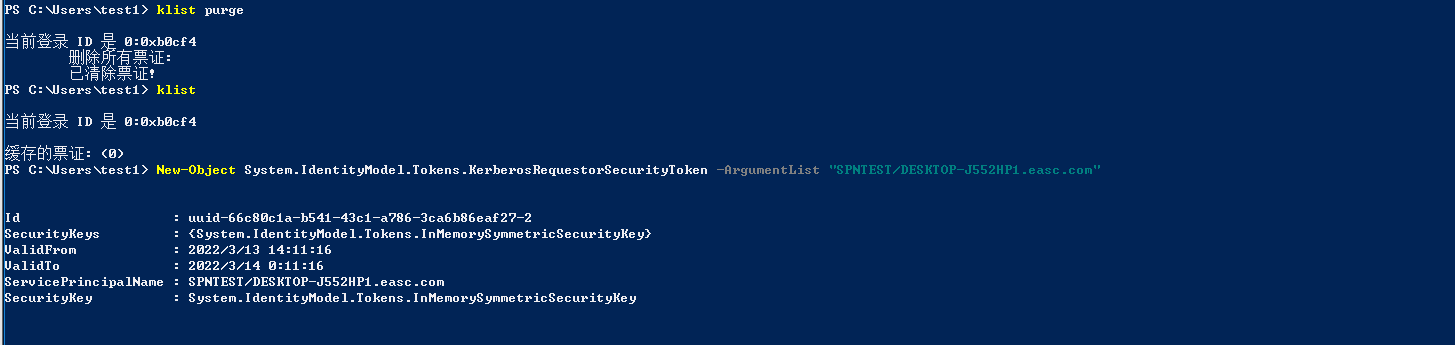 PS C:\Users\test1> klist purge
当前登录 ID 是 0:0xb0cf4
删除所有票证:
已清除票证!
PS C:\Users\test1> klist
当前登录 ID 是 0:0xb0cf4
缓存的票证: (0)
PS C:\Users\test1> New-Object System.IdentityModel.Tokens.KerberosRequestorSecurityToken -ArgumentList "SPNTEST/DESKTOP-J552HP1.easc.com"
Id : uuid-66c80c1a-b541-43c1-a786-3ca6b86eaf27-2
SecurityKeys : {System.IdentityModel.Tokens.InMemorySymmetricSecurityKey}
ValidFrom : 2022/3/13 14:11:16
ValidTo : 2022/3/14 0:11:16
ServicePrincipalName : SPNTEST/DESKTOP-J552HP1.easc.com
SecurityKey : System.IdentityModel.Tokens.InMemorySymmetricSecurityKey